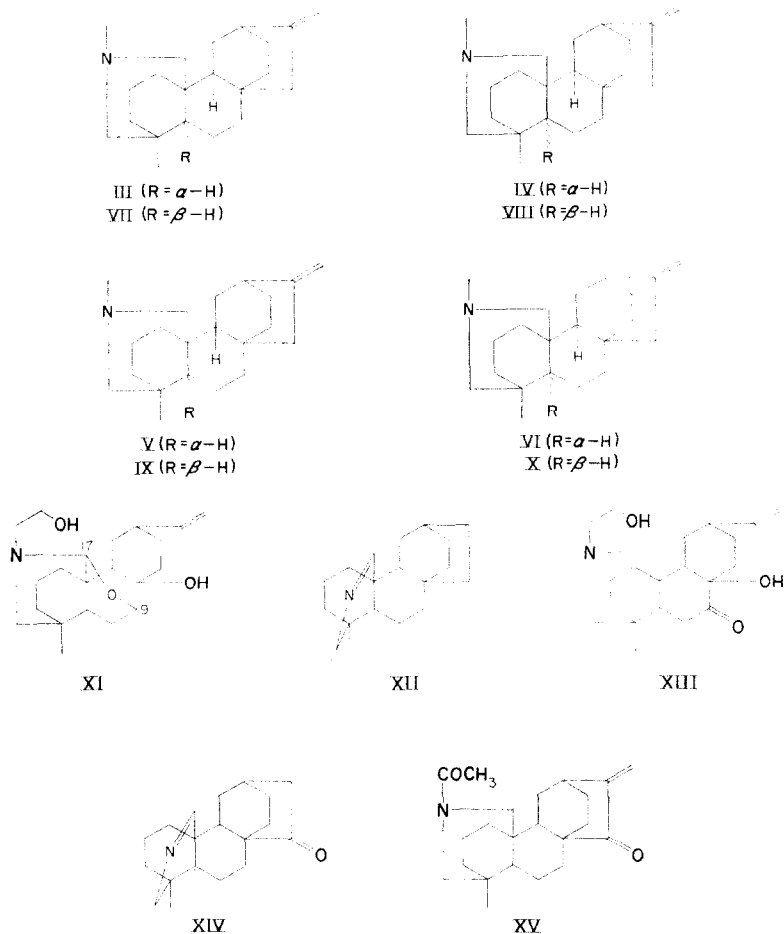 N
H
R
III (R = α-H)
VII (R = β-H)
N
H
R
IV (R = α-H)
VIII (R = β-H)
N
H
R
V (R = α-H)
IX (R = β-H)
N
H
R
VI (R = α-H)
X (R = β-H)
OH
N
17
O
9
OH
XI
N
XII
OH
N
OH
O
XIII
N
O
XIV
COCH₃
N
O
XV